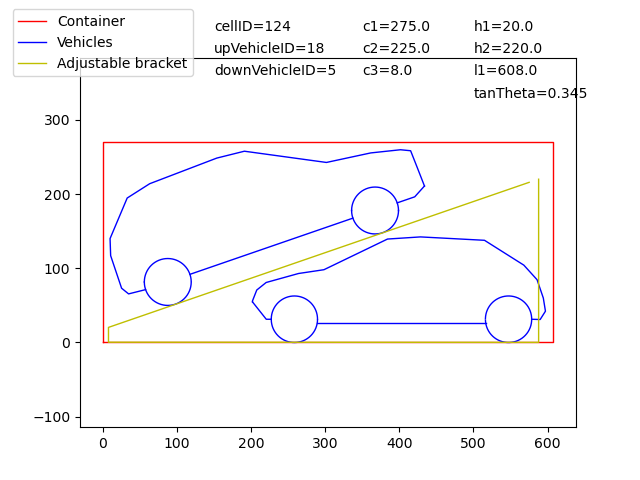 Container
Vehicles
Adjustable bracket
cellID=124 c1=275.0 h1=20.0
upVehicleID=18 c2=225.0 h2=220.0
downVehicleID=5 c3=8.0 l1=608.0
tanTheta=0.345
300
200
100
0
−100
0 100 200 300 400 500 600